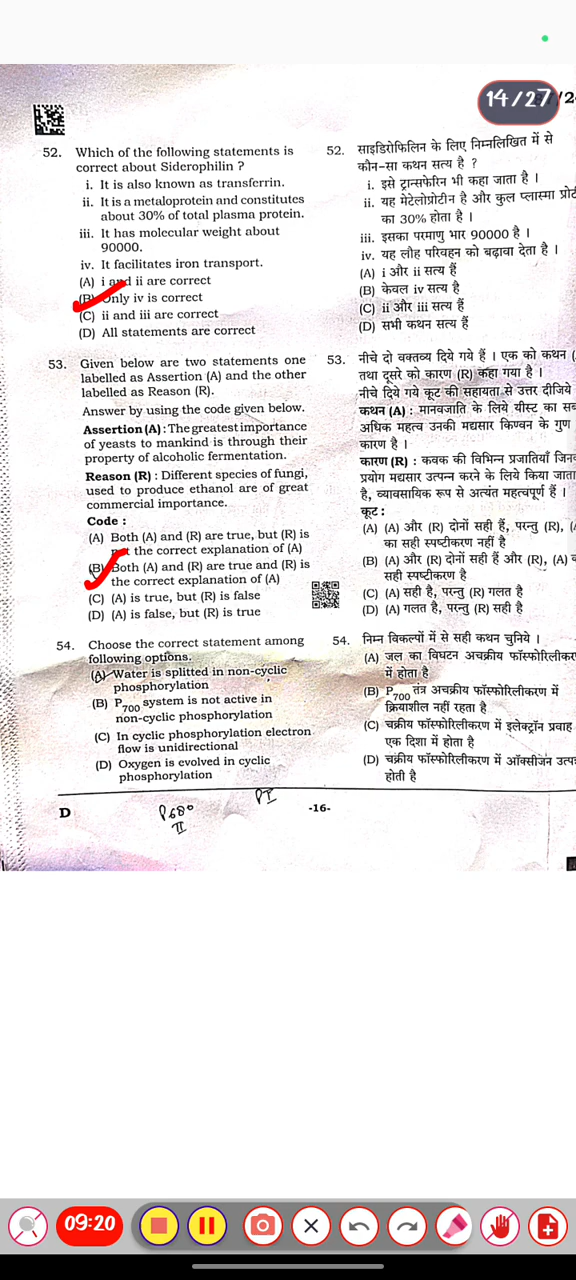 14/27
52. Which of the following statements is
correct about Siderophilin ?
i. It is also known as transferrin.
ii. It is a metaloprotein and constitutes
about 30% of total plasma protein.
iii. It has molecular weight about
90000.
iv. It facilitates iron transport.
(A) i and ii are correct
(B) Only iv is correct
(C) ii and iii are correct
(D) All statements are correct
53. Given below are two statements one
labelled as Assertion (A) and the other
labelled as Reason (R).
Answer by using the code given below.
Assertion (A) : The greatest importance
of yeasts to mankind is through their
property of alcoholic fermentation.
Reason (R) : Different species of fungi,
used to produce ethanol are of great
commercial importance.
Code :
(A) Both (A) and (R) are true, but (R) is
not the correct explanation of (A)
(B) Both (A) and (R) are true and (R) is
the correct explanation of (A)
(C) (A) is true, but (R) is false
(D) (A) is false, but (R) is true
54. Choose the correct statement among
following options.
(A) Water is splitted in non-cyclic
phosphorylation
(B) P700 system is not active in
non-cyclic phosphorylation
(C) In cyclic phosphorylation electron
flow is unidirectional
(D) Oxygen is evolved in cyclic
phosphorylation
52. साइडिरोफिलिन के लिए निम्नलिखित में से
कौन-सा कथन सत्य है ?
i. इसे ट्रान्सफेरिन भी कहा जाता है ।
ii. यह मेटेलोप्रोटीन है और कुल प्लास्मा
का 30% होता है ।
iii. इसका परमाणु भार 90000 है ।
iv. यह लौह परिवहन को बढ़ावा देता है ।
(A) i और ii सत्य हैं
(B) केवल iv सत्य है
(C) ii और iii सत्य हैं
(D) सभी कथन सत्य हैं
53. नीचे दो वक्तव्य दिये गये हैं । एक को कथन
तथा दूसरे को कारण (R) कहा गया है ।
नीचे दिये गये कूट की सहायता से उत्तर दीजिये
कथन (A) : मानवजाति के लिये यीस्ट का
अधिक महत्व उनकी मद्यसार किण्वन के गुण
कारण है ।
कारण (R) : कवक की विभिन्न प्रजातियाँ
प्रयोग मद्यसार उत्पन्न करने के लिये किया जाता
है, व्यावसायिक रूप से अत्यंत महत्वपूर्ण हैं ।
कूट :
(A) (A) और (R) दोनों सही हैं, परन्तु (R),
का सही स्पष्टीकरण नहीं है
(B) (A) और (R) दोनों सही हैं और (R), (A)
सही स्पष्टीकरण है
(C) (A) सही है, परन्तु (R) गलत है
(D) (A) गलत है, परन्तु (R) सही है
54. निम्न विकल्पों में से सही कथन चुनिये ।
(A) जल का विघटन अचक्रीय
में होता है
(B) P700 तंत्र अचक्रीय फॉस्फोरिलीकरण में
क्रियाशील नहीं रहता है
(C) चक्रीय फॉस्फोरिलीकरण में इलेक्ट्रॉन प्रवाह
एक दिशा में होता है
(D) चक्रीय फॉस्फोरिलीकरण में ऑक्सीजन
होती है
D
P680
II
PI
-16-
09:20